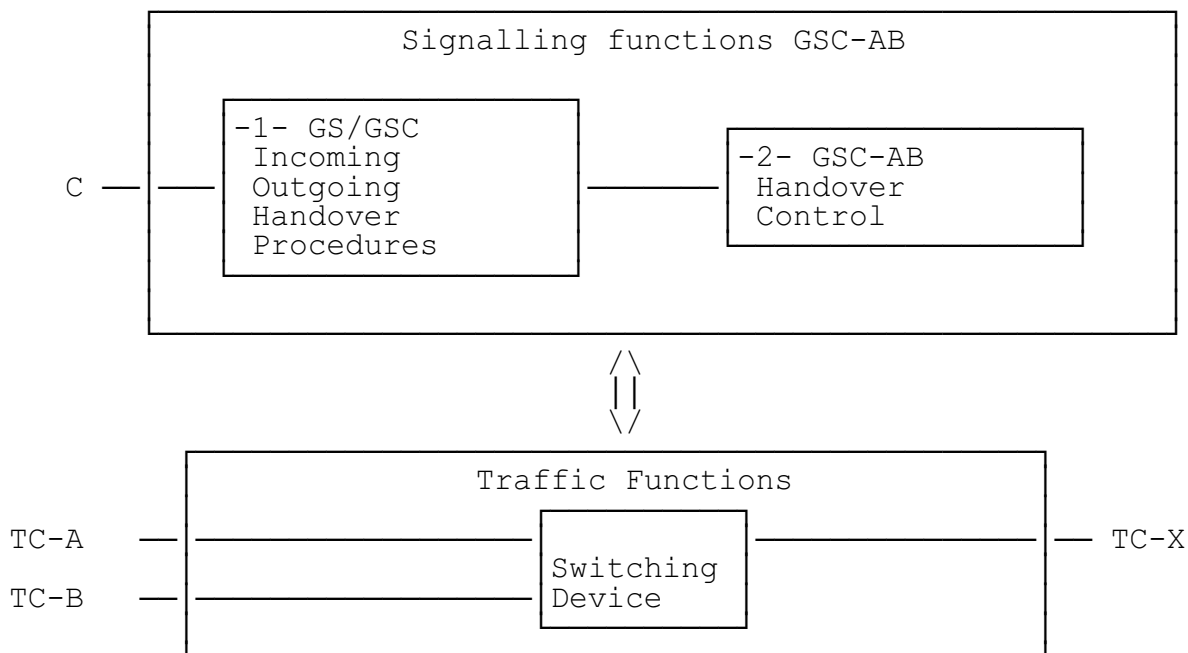 Signalling functions GSC-AB
-1- GS/GSC
Incoming
Outgoing
Handover
Procedures
-2- GSC-AB
Handover
Control
C
Traffic Functions
TC-A
TC-X
Switching
Device
TC-B